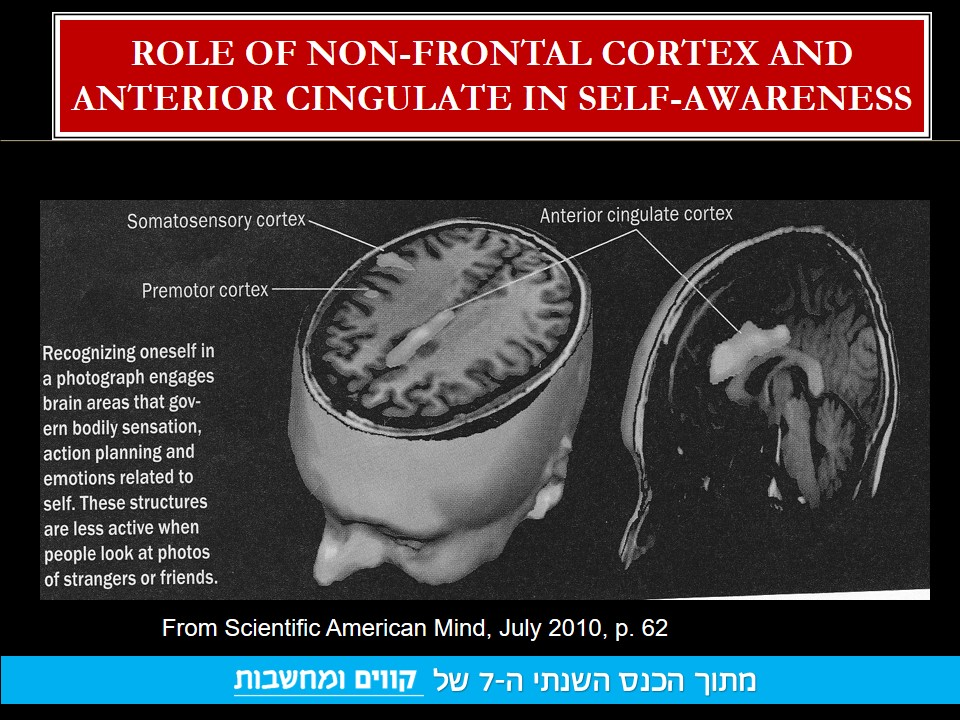 ROLE OF NON-FRONTAL CORTEX AND
ANTERIOR CINGULATE IN SELF-AWARENESS
Somatosensory cortex
Anterior cingulate cortex
Premotor cortex
Recognizing oneself in
a photograph engages
brain areas that gov-
ern bodily sensation,
action planning and
emotions related to
self. These structures
are less active when
people look at photos
of strangers or friends.
From Scientific American Mind, July 2010, p. 62
מתוך הכנס השנתי ה-7 של קווים ומחשבות